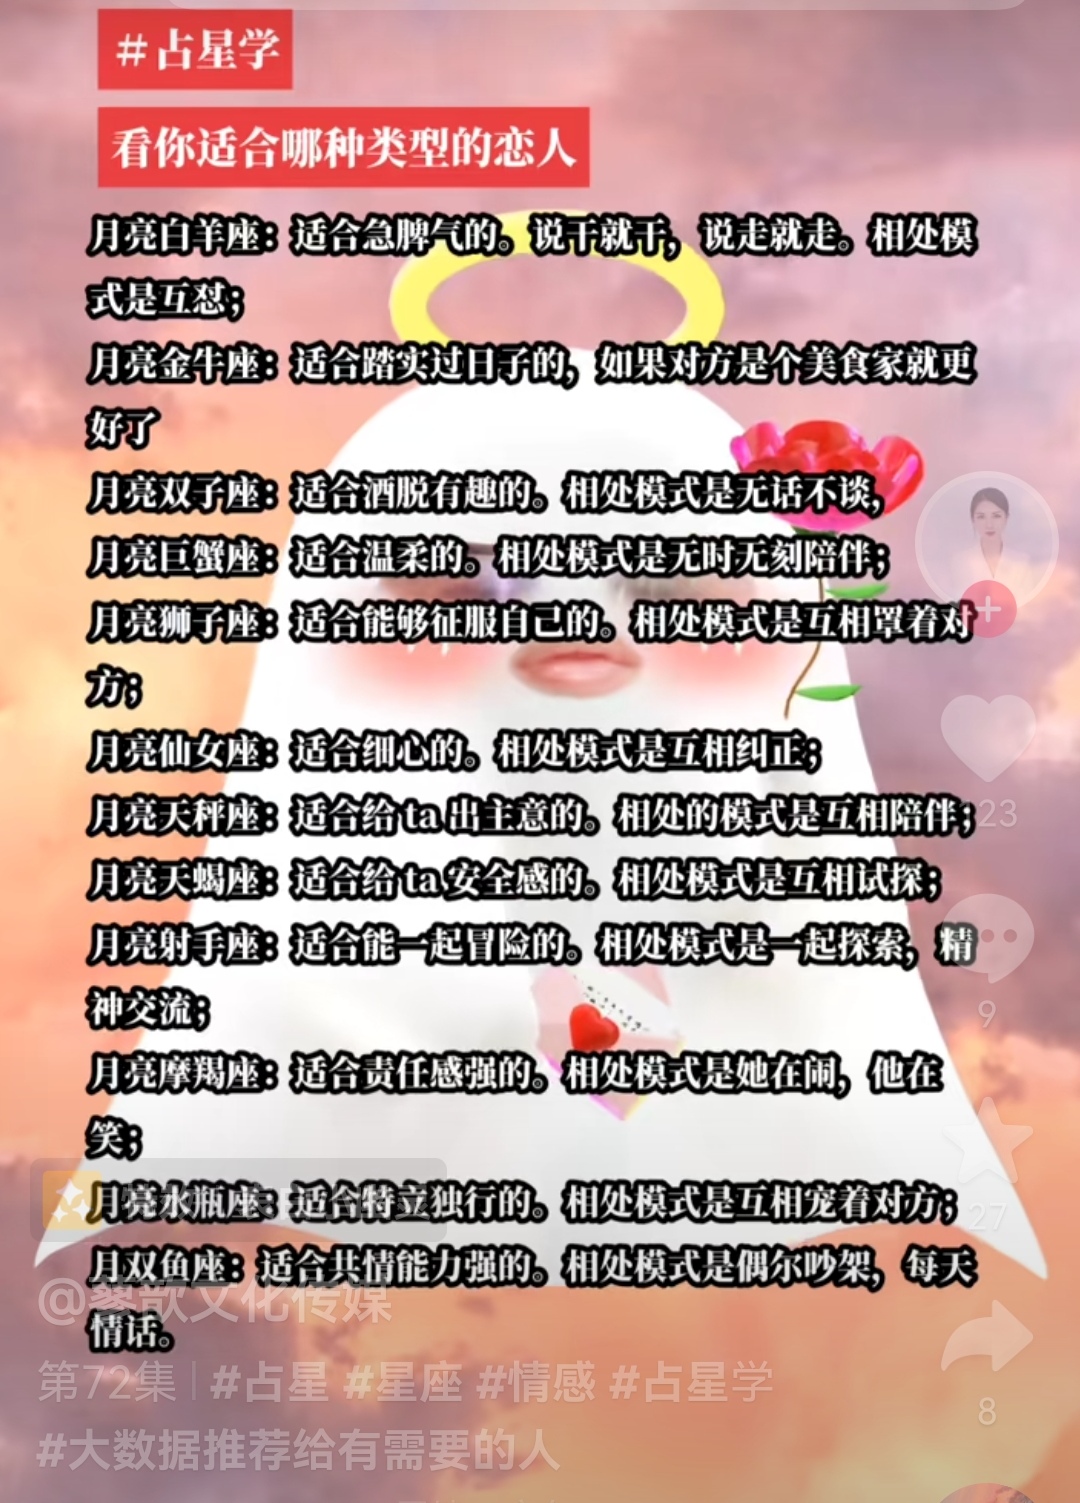 #占星学
看你适合哪种类型的恋人
月亮白羊座：适合急脾气的。说干就干，说走就走。相处模
式是互怼；
月亮金牛座：适合踏实过日子的，如果对方是个美食家就更
好了
月亮双子座：适合洒脱有趣的。相处模式是无话不谈，
月亮巨蟹座：适合温柔的。相处模式是无时无刻陪伴；
月亮狮子座：适合能够征服自己的。相处模式是互相罩着对
方；
月亮仙女座：适合细心的。相处模式是互相纠正；
月亮天秤座：适合给ta出主意的。相处的模式是互相陪伴；
23
月亮天蝎座：适合给ta安全感的。相处模式是互相试探；
月亮射手座：适合能一起冒险的。相处模式是一起探索，精
神交流；
9
月亮摩羯座：适合责任感强的。相处模式是她在闹，他在
笑；
月亮水瓶座：适合特立独行的。相处模式是互相宠着对方；
27
月双鱼座：适合共情能力强的。相处模式是偶尔吵架，每天
情话。
@蓼歆文化传媒
第72集 | #占星 #星座 #情感 #占星学
8
#大数据推荐给有需要的人